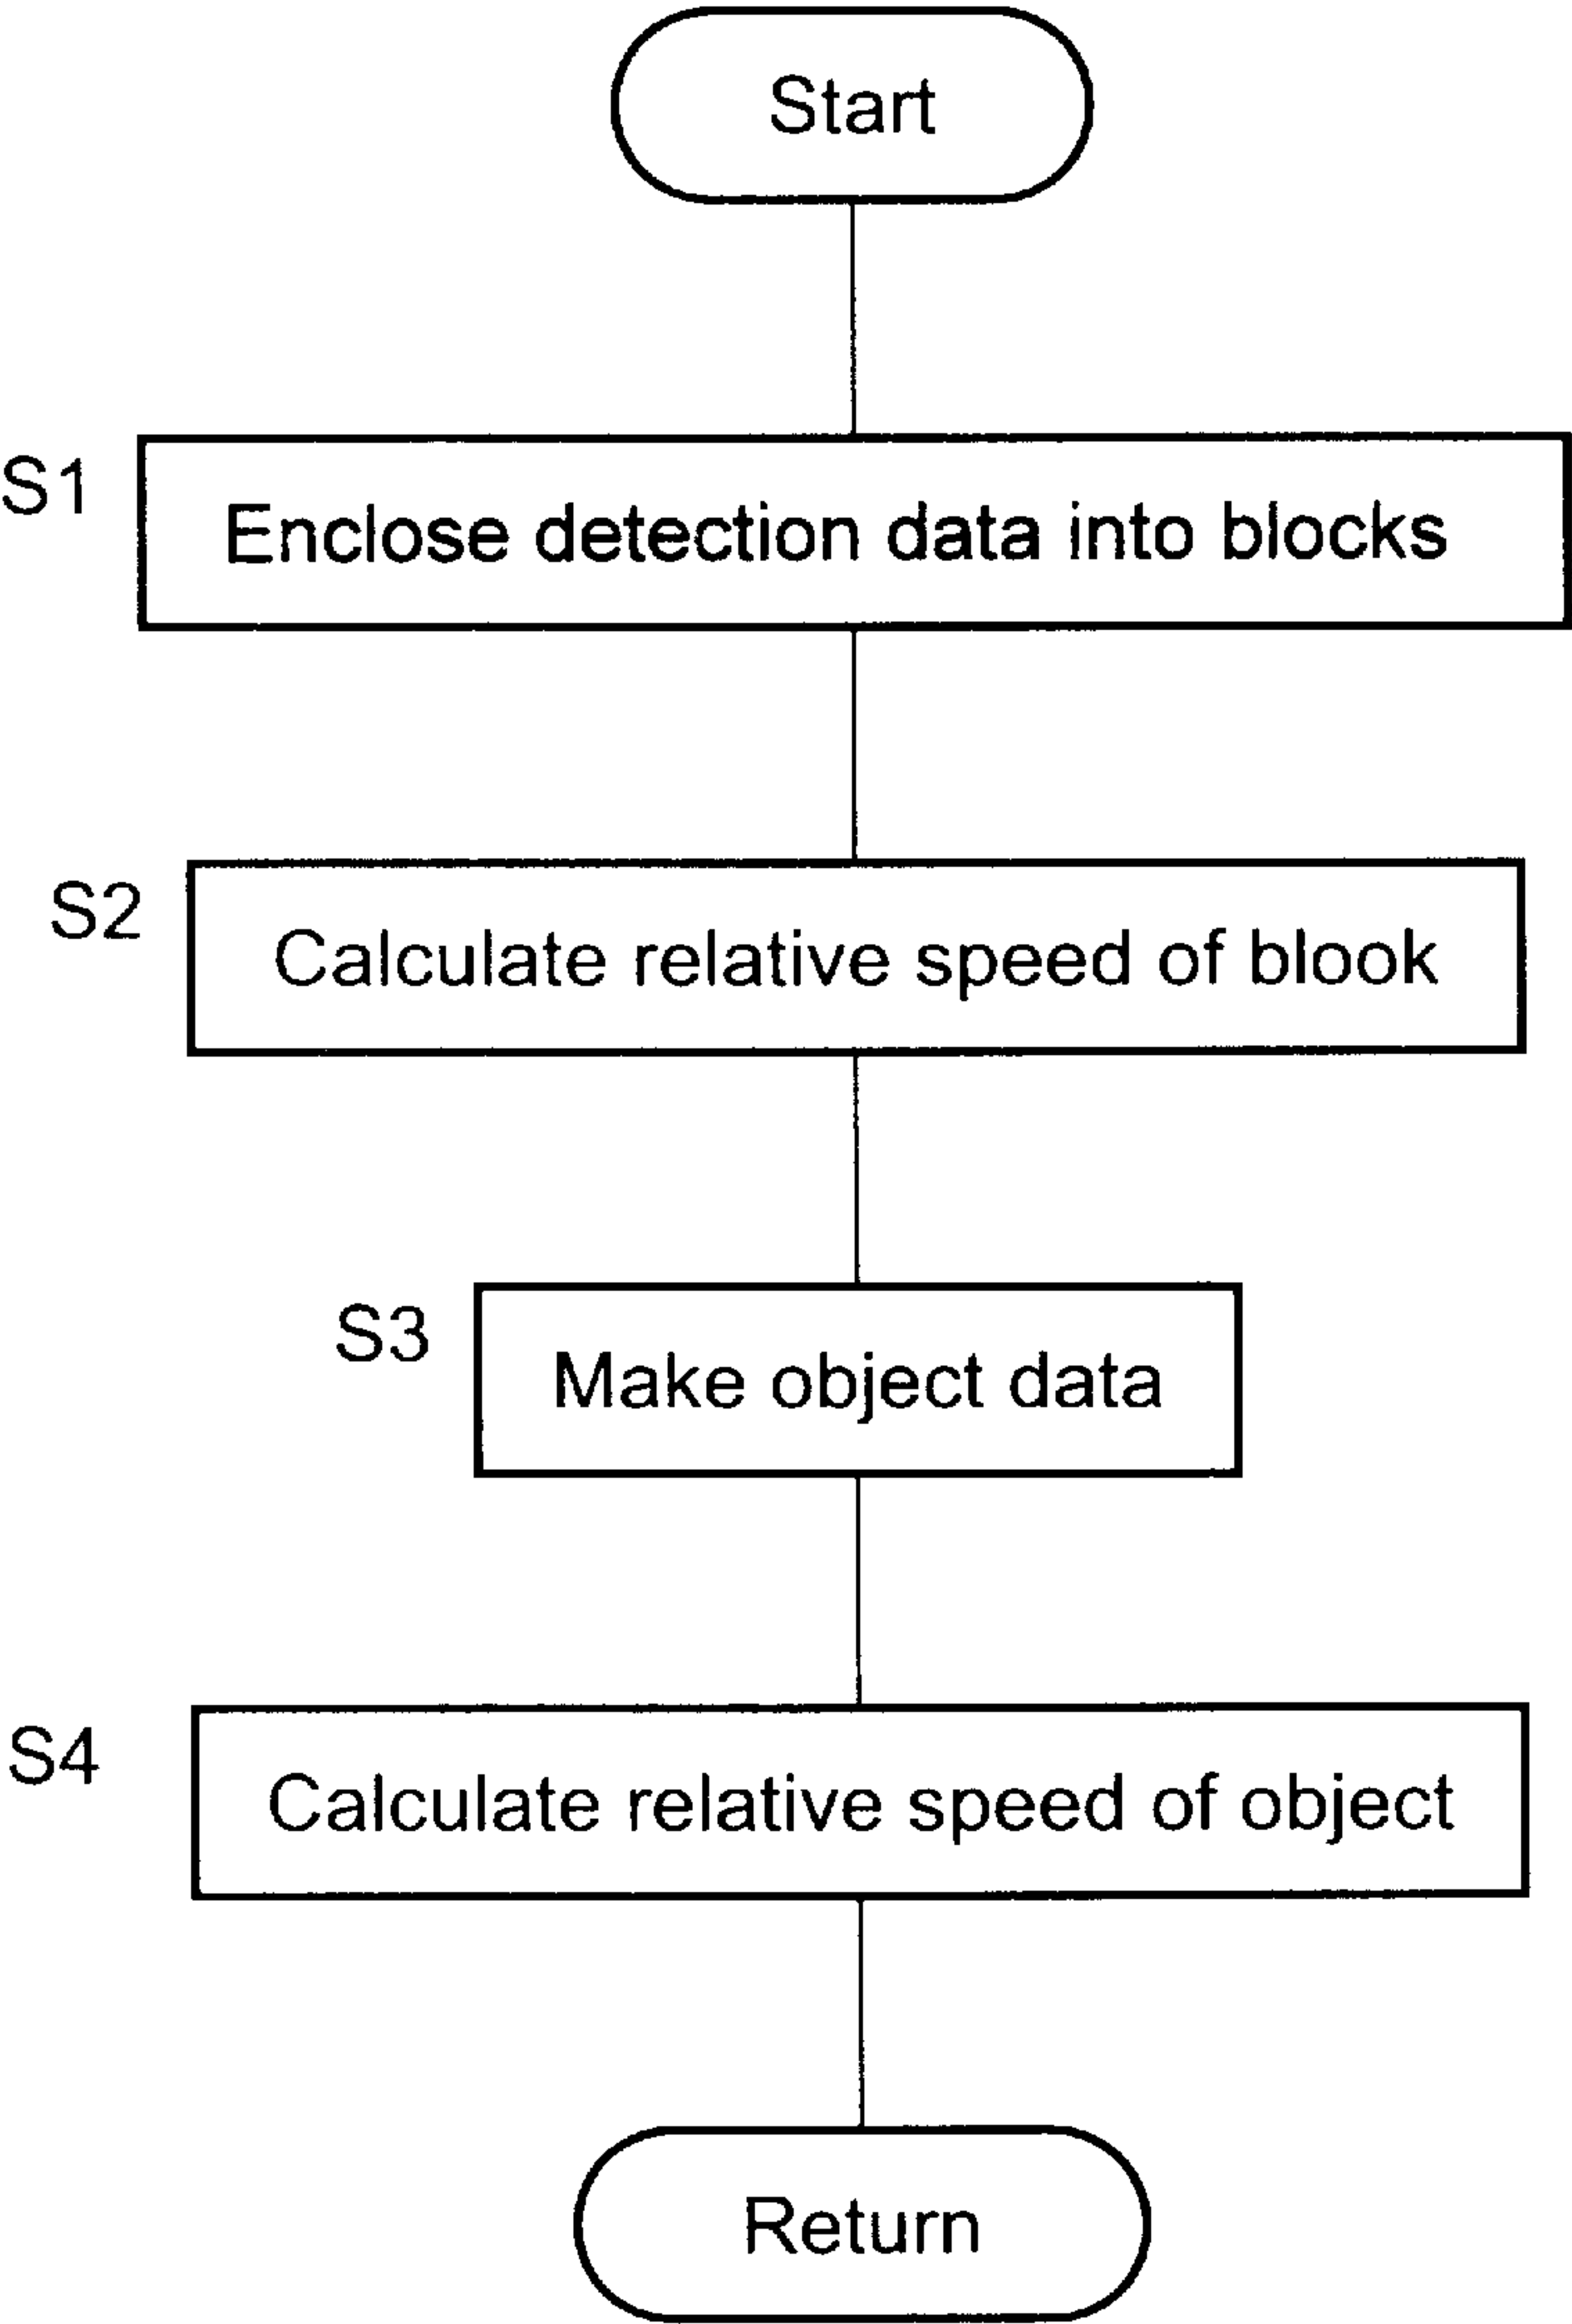 Start
S1
Enclose detection data into blocks
S2
Calculate relative speed of blook
S3
Make object data
S4
Calculate relative speed of object
Return